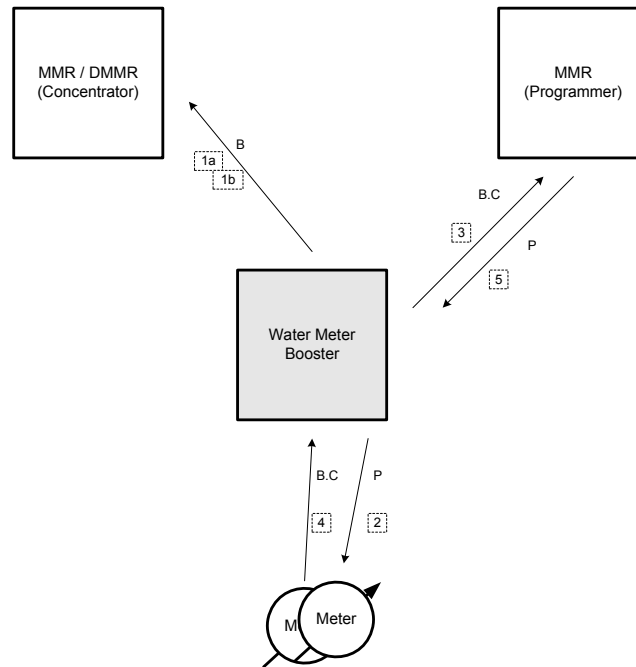 MMR / DMMR
(Concentrator)
MMR
(Programmer)
B
1a
1b
B.C
3
P
5
Water Meter
Booster
B.C
P
4
2
M
Meter